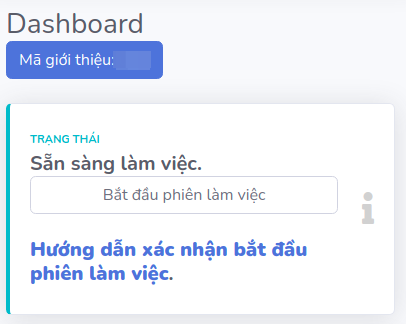 Dashboard
Mã giới thiệu:
TRẠNG THÁI
Sẵn sàng làm việc.
Bắt đầu phiên làm việc
Hướng dẫn xác nhận bắt đầu
phiên làm việc.